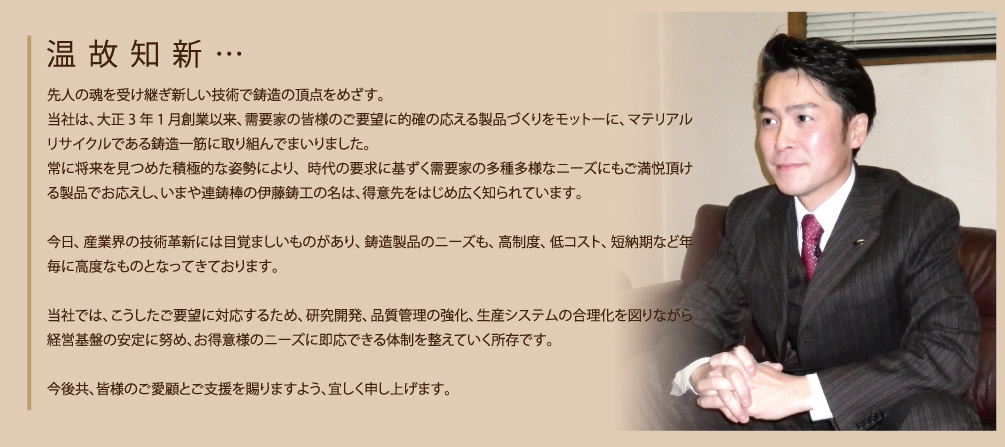 温故知新…
先人の魂を受け継ぎ新しい技術で鋳造の頂点をめざす。
当社は、大正3年1月創業以来、需要家の皆様のご要望に的確の応える製品づくりをモットーに、マテリアル
リサイクルである鋳造一筋に取り組んでまいりました。
常に将来を見つめた積極的な姿勢により、時代の要求に基ずく需要家の多種多様なニーズにもご満悦頂け
る製品でお応えし、いまや連鋳棒の伊藤鋳工の名は、得意先をはじめ広く知られています。
今日、産業界の技術革新には目覚ましいものがあり、鋳造製品のニーズも、高制度、低コスト、短納期など年
毎に高度なものとなってきております。
当社では、こうしたご要望に対応するため、研究開発、品質管理の強化、生産システムの合理化を図りながら
経営基盤の安定に努め、お得意様のニーズに即応できる体制を整えていく所存です。
今後共、皆様のご愛顧とご支援を賜りますよう、宜しく申し上げます。